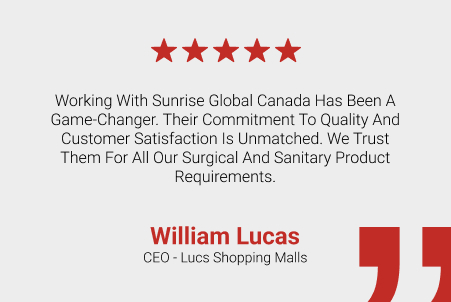 Working With Sunrise Global Canada Has Been A
Game-Changer. Their Commitment To Quality And
Customer Satisfaction Is Unmatched. We Trust
Them For All Our Surgical And Sanitary Product
Requirements.
William Lucas
CEO - Lucs Shopping Malls